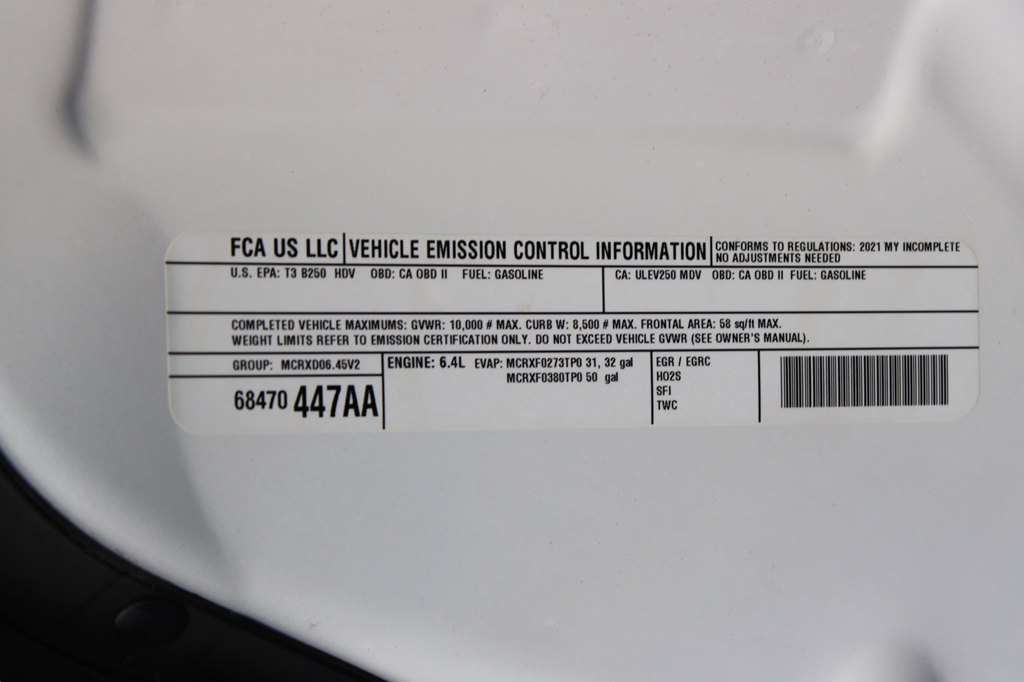 FCA US LLC VEHICLE EMISSION CONTROL INFORMATION CONFORMS TO REGULATIONS: 2021 MY INCOMPLETE
NO ADJUSTMENTS NEEDED
U.S. EPA: T3 B250 HDV OBD: CA OBD II FUEL: GASOLINE CA: ULEV250 MDV OBD: CA OBD II FUEL: GASOLINE
COMPLETED VEHICLE MAXIMUMS: GVWR: 10,000 # MAX. CURB W: 8,500 # MAX. FRONTAL AREA: 58 sq/ft MAX.
WEIGHT LIMITS REFER TO EMISSION CERTIFICATION ONLY. DO NOT EXCEED VEHICLE GVWR (SEE OWNER'S MANUAL).
GROUP: MCRXD06.45V2
68470 447AA
ENGINE: 6.4L EVAP: MCRXF0273TP0 31, 32 gal
MCRXF0380TP0 50 gal
EGR / EGRC
HO2S
SFI
TWC